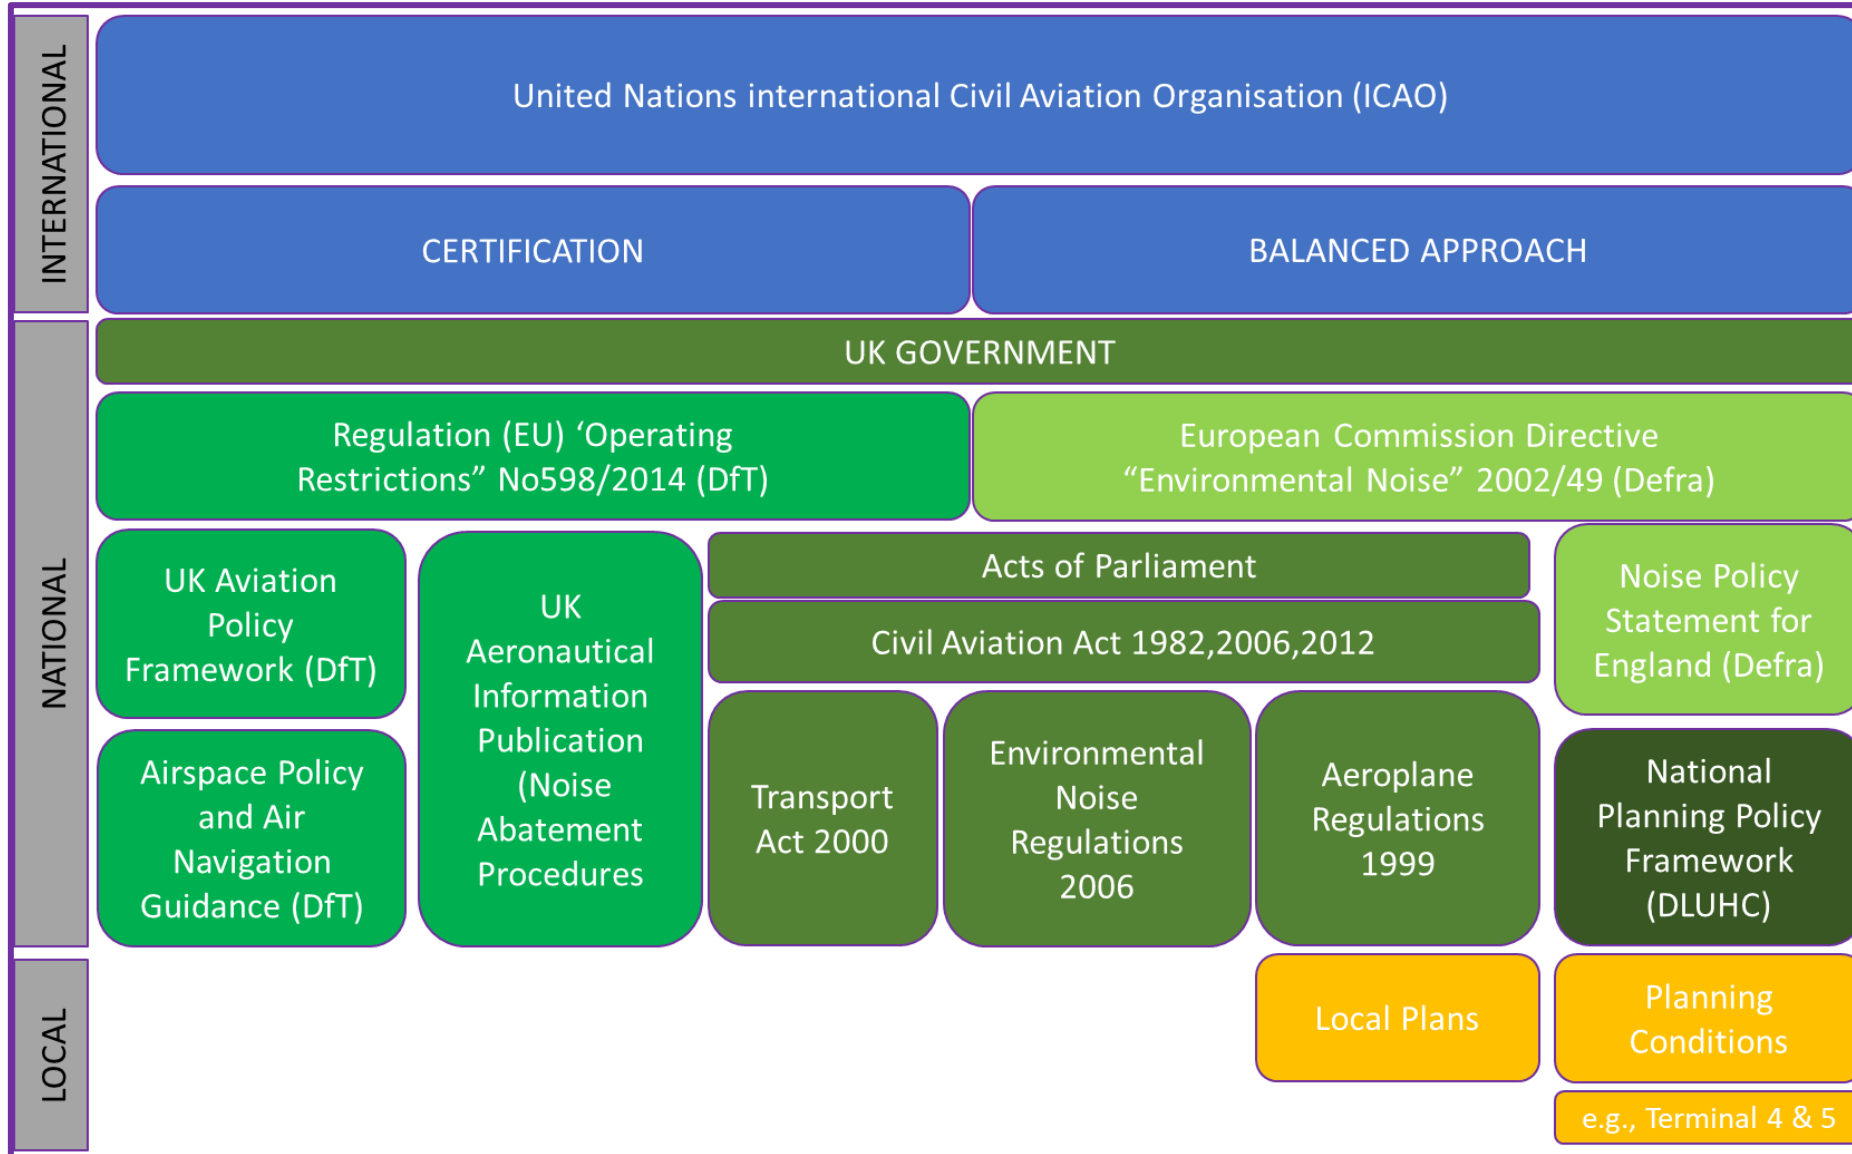 INTERNATIONAL
United Nations international Civil Aviation Organisation (ICAO)
CERTIFICATION
BALANCED APPROACH
NATIONAL
UK GOVERNMENT
Regulation (EU) ‘Operating
Restrictions” No598/2014 (DfT)
European Commission Directive
“Environmental Noise” 2002/49 (Defra)
UK Aviation
Policy
Framework (DfT)
Airspace Policy
and Air
Navigation
Guidance (DfT)
UK
Aeronautical
Information
Publication
(Noise
Abatement
Procedures
Acts of Parliament
Civil Aviation Act 1982,2006,2012
Transport
Act 2000
Environmental
Noise
Regulations
2006
Aeroplane
Regulations
1999
Noise Policy
Statement for
England (Defra)
National
Planning Policy
Framework
(DLUHC)
LOCAL
Local Plans
Planning
Conditions
e.g., Terminal 4 & 5